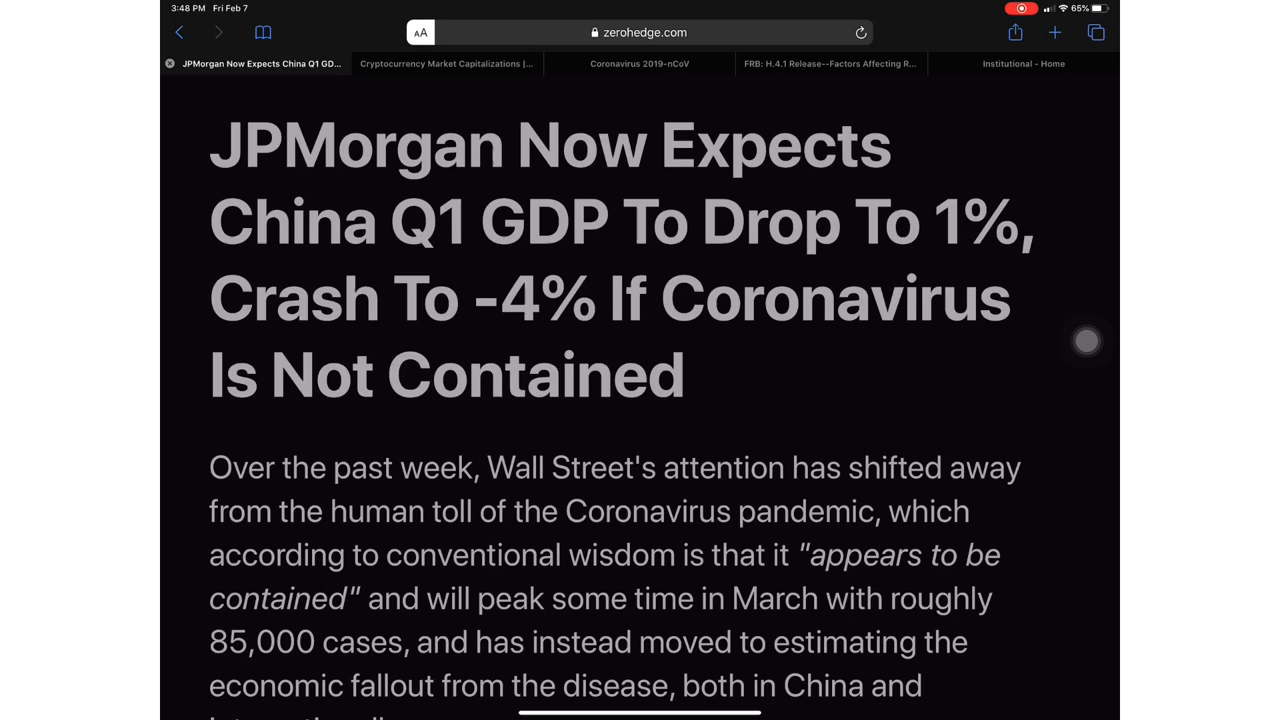 3:48 PM Fri Feb 7
65%
AA
zerohedge.com
JPMorgan Now Expects China Q1 GD...
Cryptocurrency Market Capitalizations |...
Coronavirus 2019-nCoV
FRB: H.4.1 Release--Factors Affecting R...
Institutional - Home
JPMorgan Now Expects
China Q1 GDP To Drop To 1%,
Crash To -4% If Coronavirus
Is Not Contained
Over the past week, Wall Street's attention has shifted away
from the human toll of the Coronavirus pandemic, which
according to conventional wisdom is that it "appears to be
contained" and will peak some time in March with roughly
85,000 cases, and has instead moved to estimating the
economic fallout from the disease, both in China and